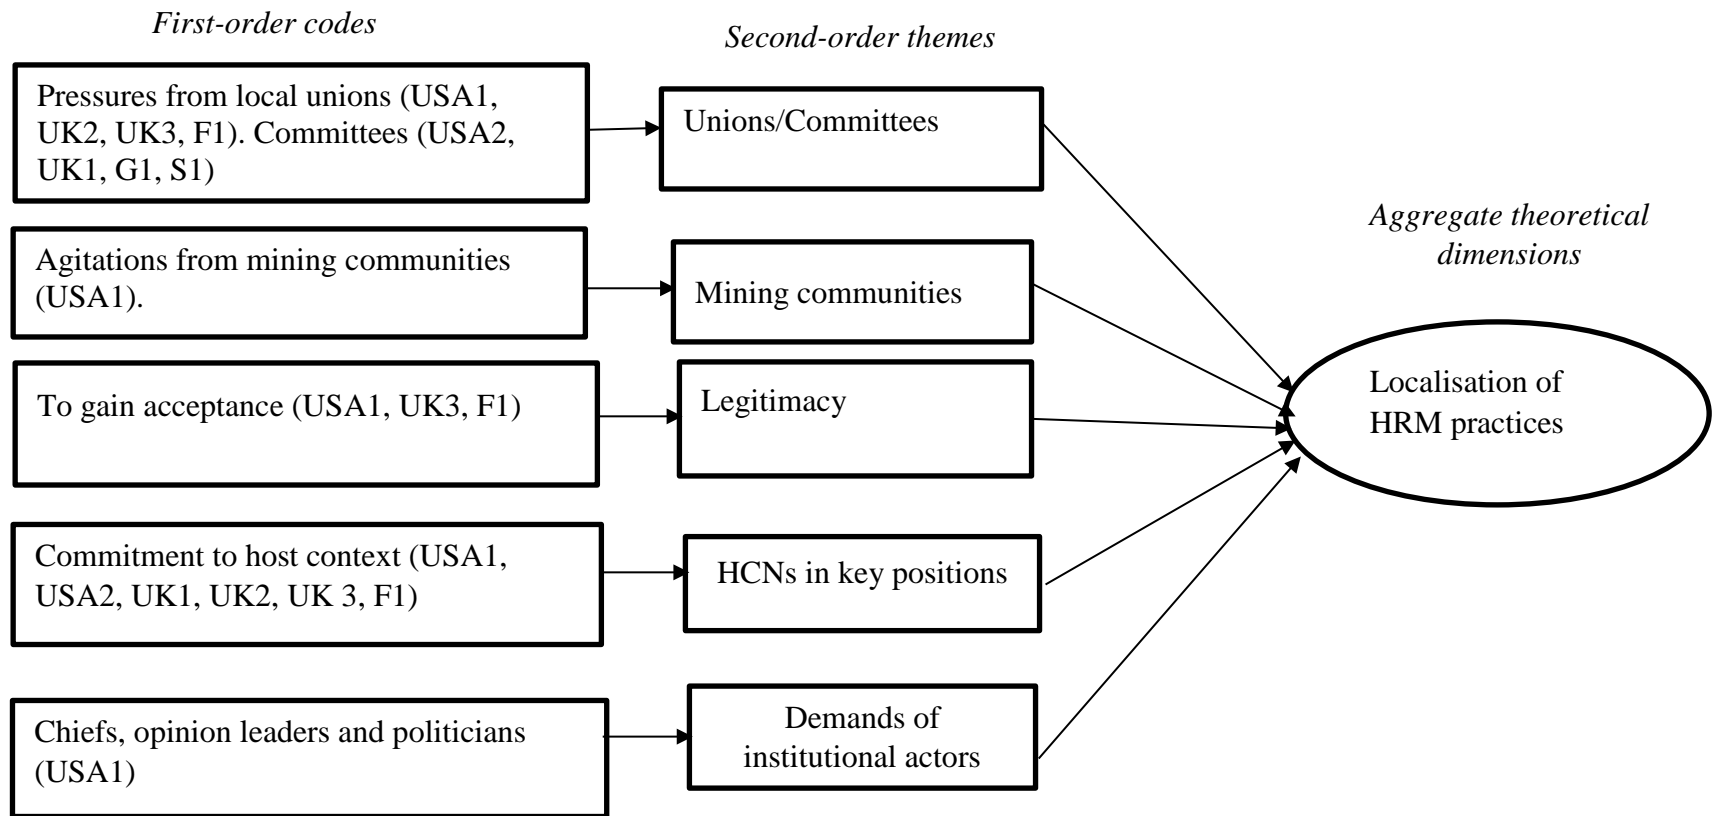 First-order codes
Second-order themes
Pressures from local unions (USA1,
UK2, UK3, F1). Committees (USA2,
UK1, G1, S1)
Unions/Committees
Agitations from mining communities
(USA1).
Mining communities
To gain acceptance (USA1, UK3, F1)
Legitimacy
Commitment to host context (USA1,
USA2, UK1, UK2, UK 3, F1)
HCNs in key positions
Chiefs, opinion leaders and politicians
(USA1)
Demands of
institutional actors
Aggregate theoretical
dimensions
Localisation of
HRM practices